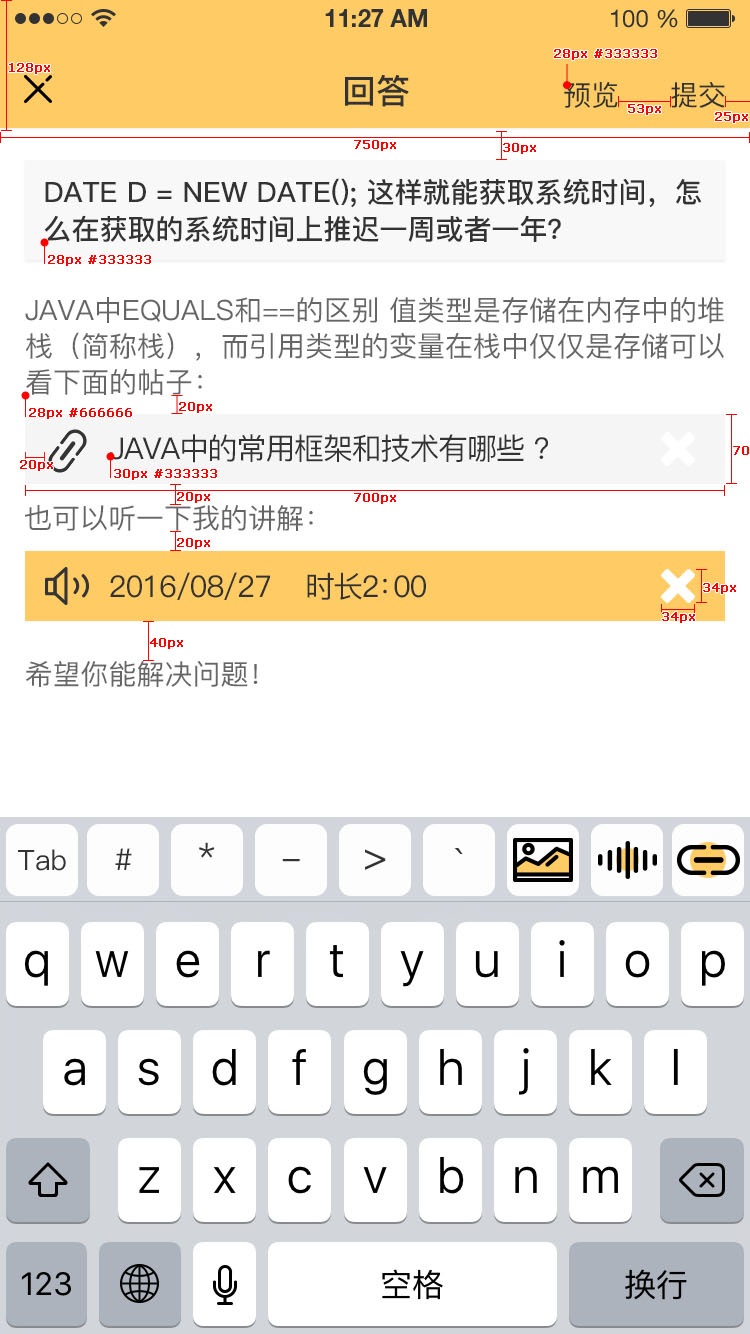 11:27 AM
100 %
28px #333333
128px
回答
预览
提交
53px
25px
750px
30px
DATE D = NEW DATE(); 这样就能获取系统时间，怎
么在获取的系统时间上推迟一周或者一年?
28px #333333
JAVA中EQUALS和==的区别 值类型是存储在内存中的堆
栈（简称栈），而引用类型的变量在栈中仅仅是存储可以
看下面的帖子：
28px #666666
20px
JAVA中的常用框架和技术有哪些？
70
20px
30px #333333
20px
700px
也可以听一下我的讲解：
20px
2016/08/27 时长2：00
34px
34px
40px
希望你能解决问题！
Tab # * – > `
q w e r t y u i o p
a s d f g h j k l
z x c v b n m
123 空格 换行